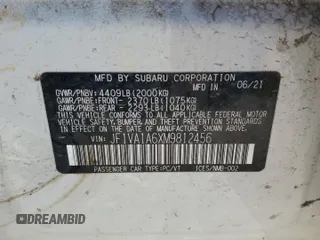 MFD BY SUBARU CORPORATION
GVWR/PNBV: 4409LB(2000KG) 06/21
GAWR/PNBE:FRONT- 2370LB(1075KG)
GAWR/PNBE:REAR - 2293LB(1040KG)
THIS VEHICLE CONFORMS TO ALL APPLICABLE
FEDERAL MOTOR VEHICLE SAFETY, BUMPER, AND
THEFT PREVENTION STANDARDS IN EFFECT ON THE
DATE OF MANUFACTURE SHOWN ABOVE.
VIN: JF1VA1A6XM9812456
PASSENGER CAR TYPE:PC/VT ICES/NMB-002
DREAMBID